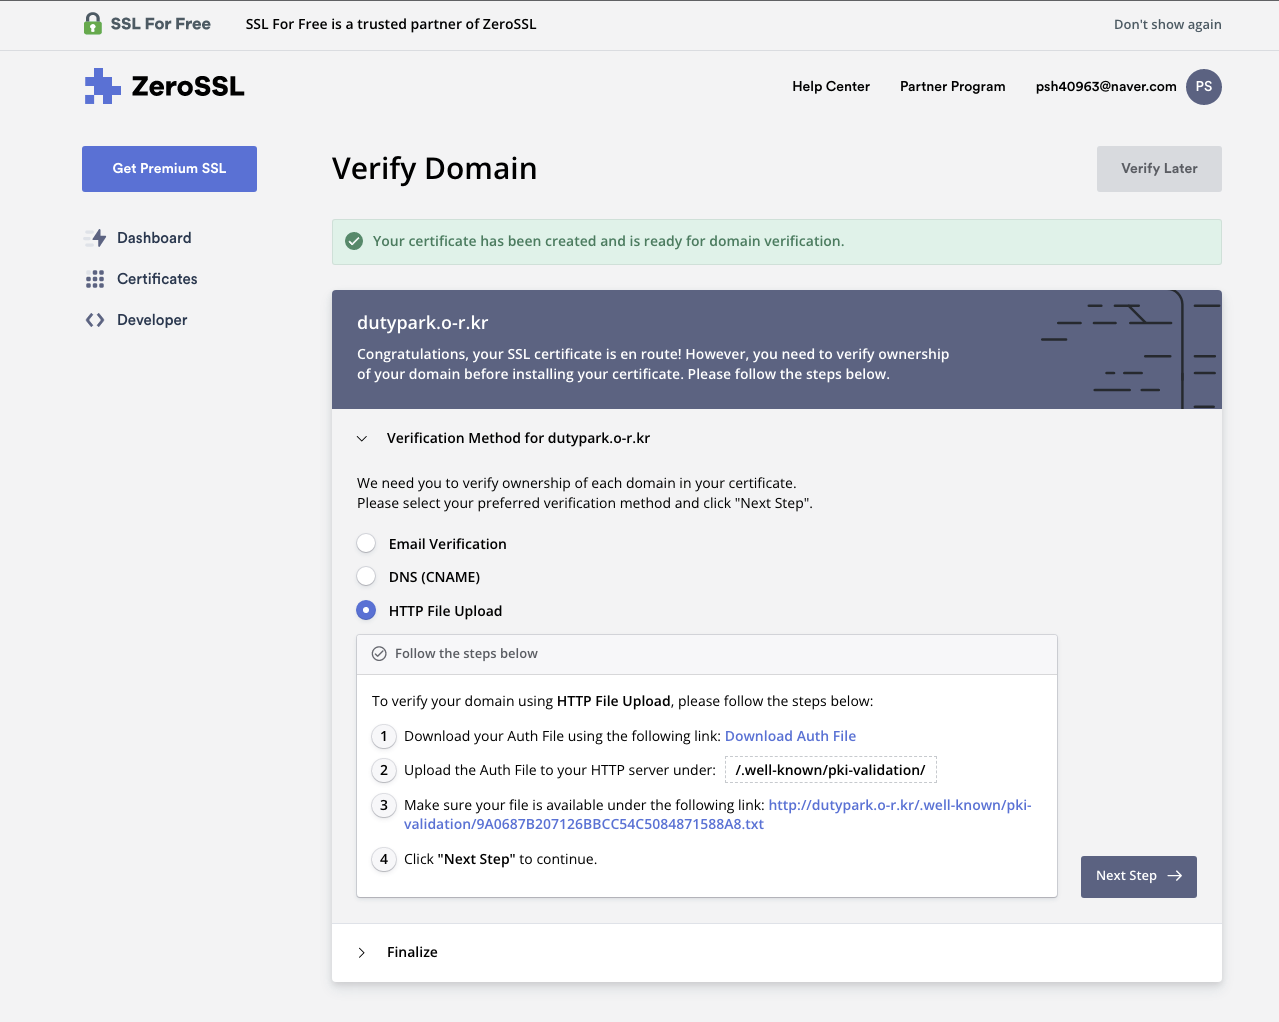 SSL For Free
SSL For Free is a trusted partner of ZeroSSL
Don't show again
ZeroSSL
Help Center
Partner Program
psh40963@naver.com
PS
Get Premium SSL
Dashboard
Certificates
Developer
Verify Domain
Verify Later
Your certificate has been created and is ready for domain verification.
dutypark.o-r.kr
Congratulations, your SSL certificate is en route! However, you need to verify ownership
of your domain before installing your certificate. Please follow the steps below.
Verification Method for dutypark.o-r.kr
We need you to verify ownership of each domain in your certificate.
Please select your preferred verification method and click "Next Step".
Email Verification
DNS (CNAME)
HTTP File Upload
Follow the steps below
To verify your domain using HTTP File Upload, please follow the steps below:
1 Download your Auth File using the following link: Download Auth File
2 Upload the Auth File to your HTTP server under: /.well-known/pki-validation/
3 Make sure your file is available under the following link: http://dutypark.o-r.kr/.well-known/pki-
validation/9A0687B207126BBCC54C5084871588A8.txt
4 Click "Next Step" to continue.
Next Step
Finalize